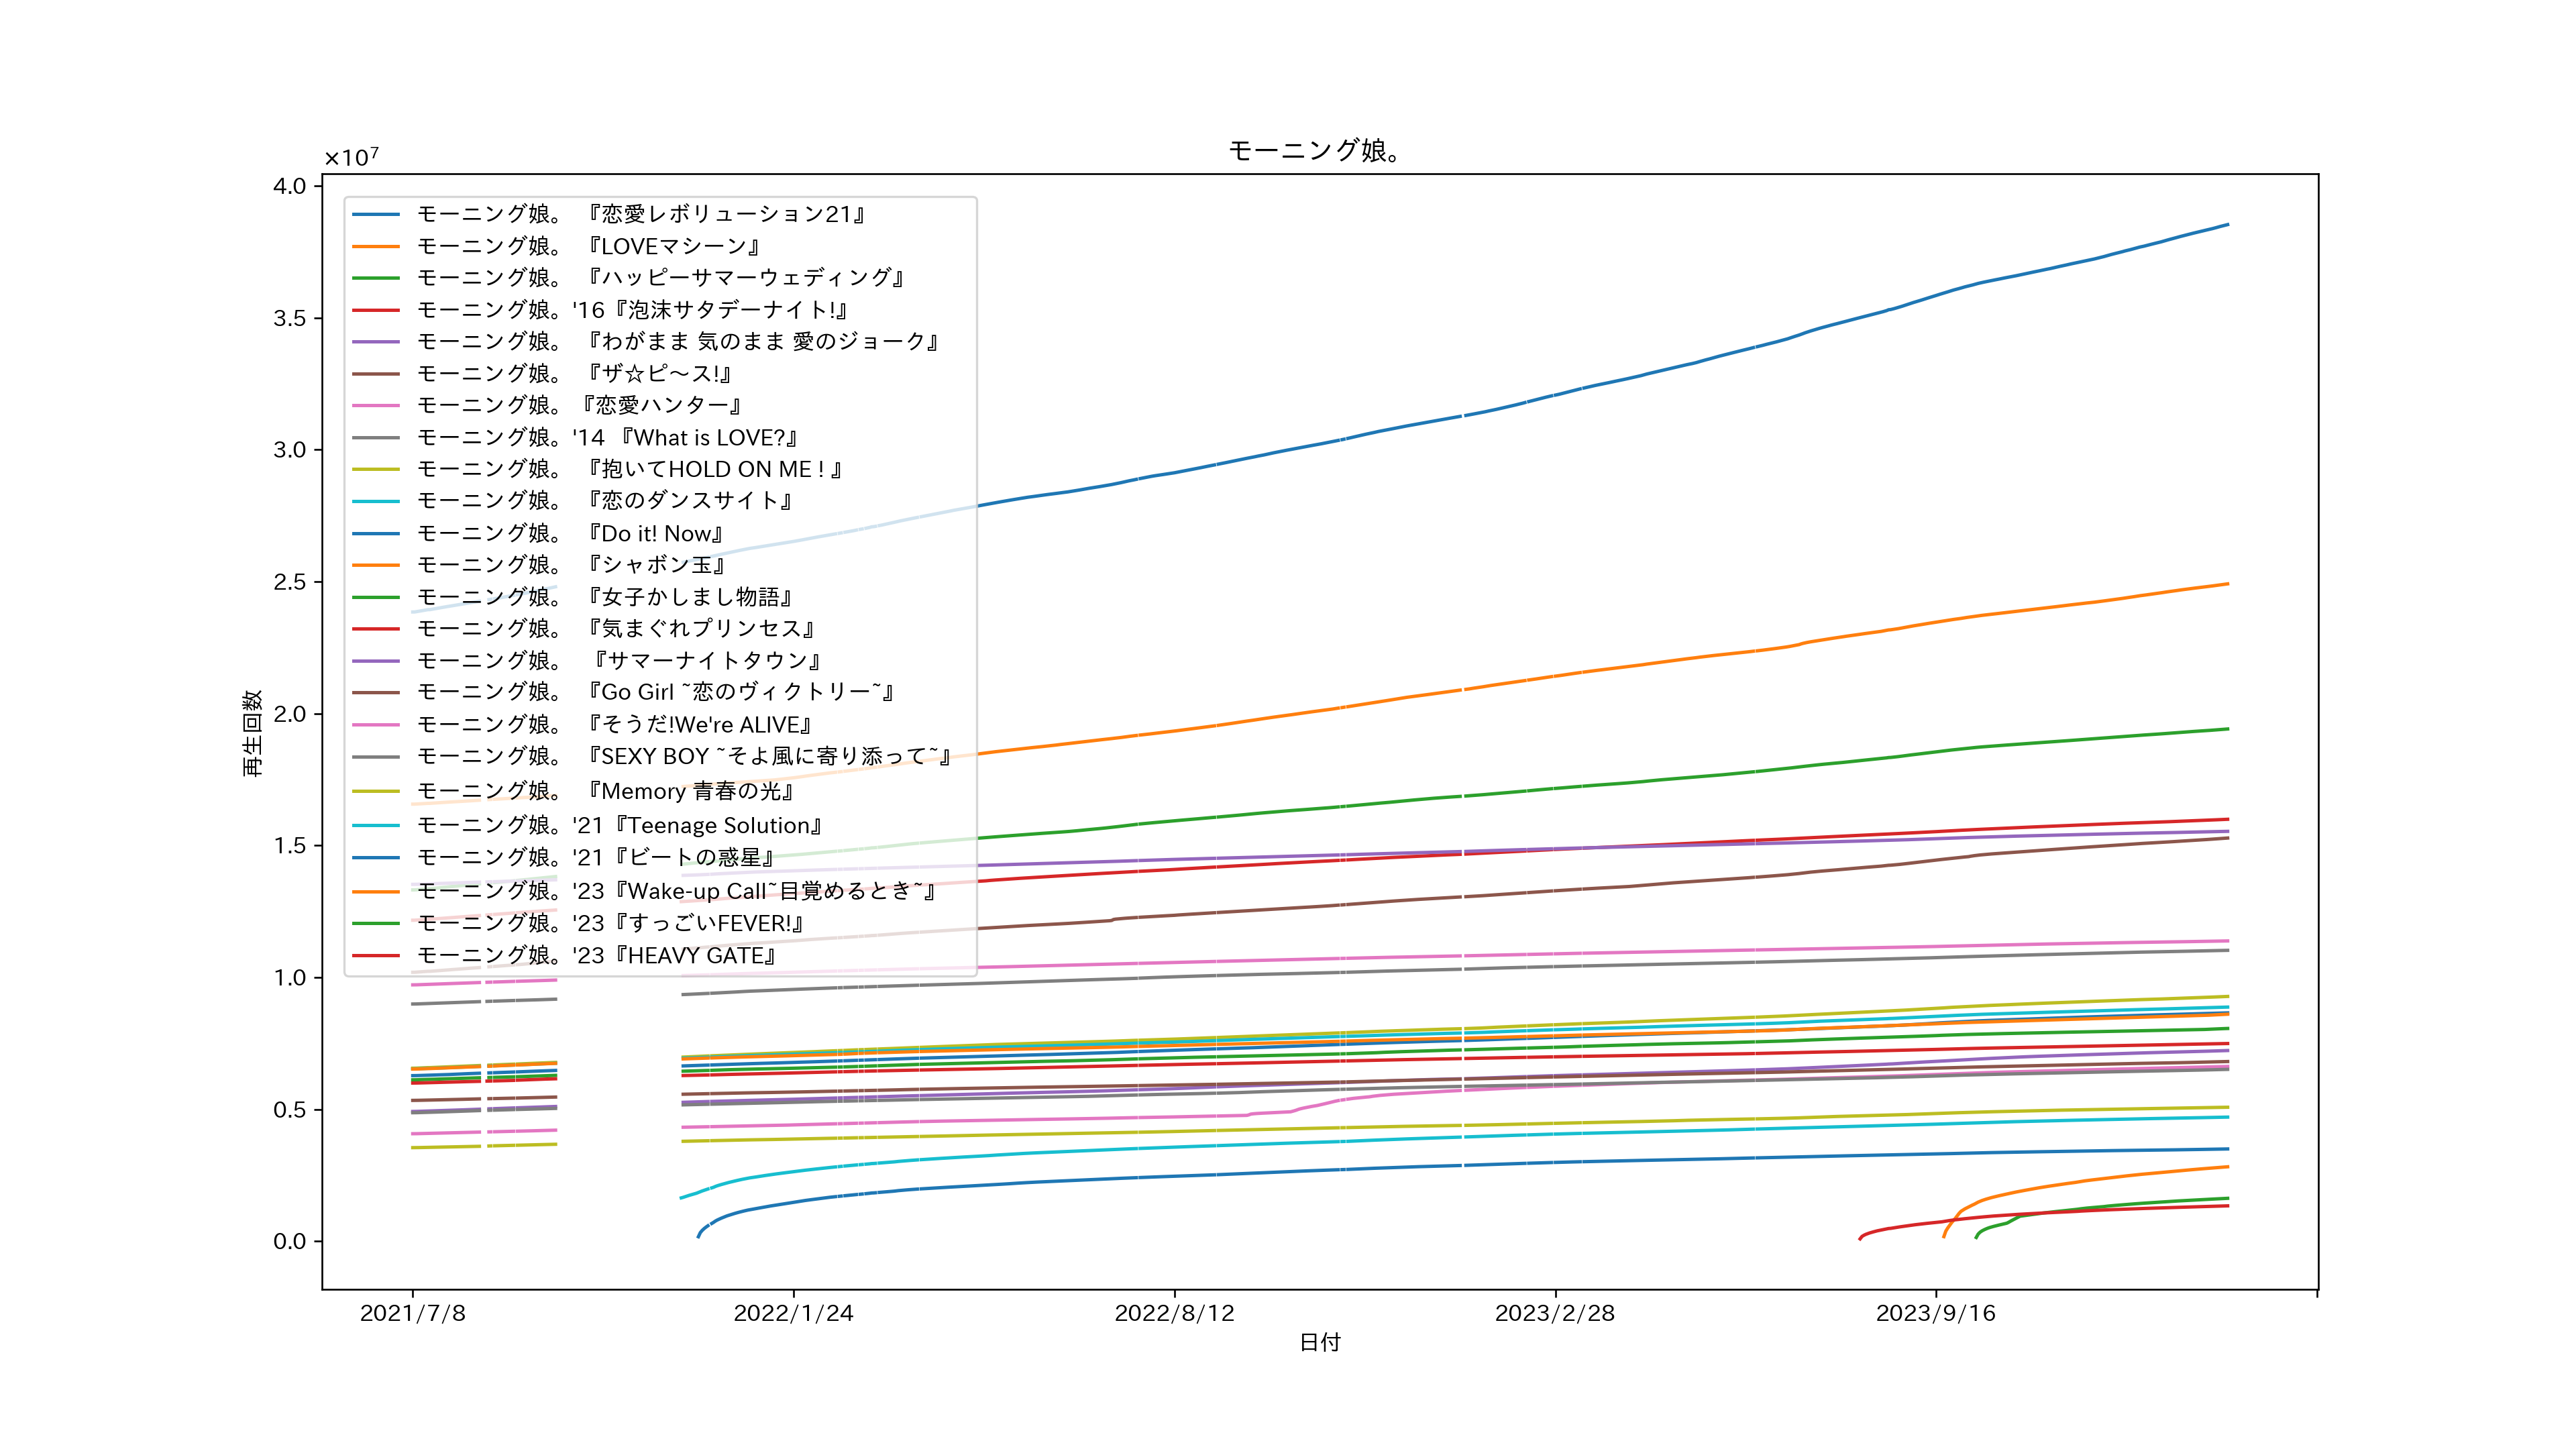 モーニング娘。
×10⁷
4.0
3.5
3.0
2.5
2.0
1.5
1.0
0.5
0.0
再生回数
モーニング娘。 『恋愛レボリューション21』
モーニング娘。 『LOVEマシーン』
モーニング娘。 『ハッピーサマーウェディング』
モーニング娘。'16『泡沫サタデーナイト!』
モーニング娘。 『わがまま 気のまま 愛のジョーク』
モーニング娘。 『ザ☆ピ～ス!』
モーニング娘。『恋愛ハンター』
モーニング娘。'14 『What is LOVE?』
モーニング娘。 『抱いてHOLD ON ME ! 』
モーニング娘。 『恋のダンスサイト』
モーニング娘。 『Do it! Now』
モーニング娘。 『シャボン玉』
モーニング娘。 『女子かしまし物語』
モーニング娘。 『気まぐれプリンセス』
モーニング娘。 『サマーナイトタウン』
モーニング娘。 『Go Girl ~恋のヴィクトリー~』
モーニング娘。 『そうだ!We're ALIVE』
モーニング娘。 『SEXY BOY ~そよ風に寄り添って~』
モーニング娘。 『Memory 青春の光』
モーニング娘。'21『Teenage Solution』
モーニング娘。'21『ビートの惑星』
モーニング娘。'23『Wake-up Call~目覚めるとき~』
モーニング娘。'23『すっごいFEVER!』
モーニング娘。'23『HEAVY GATE』
2021/7/8 2022/1/24 2022/8/12 2023/2/28 2023/9/16
日付